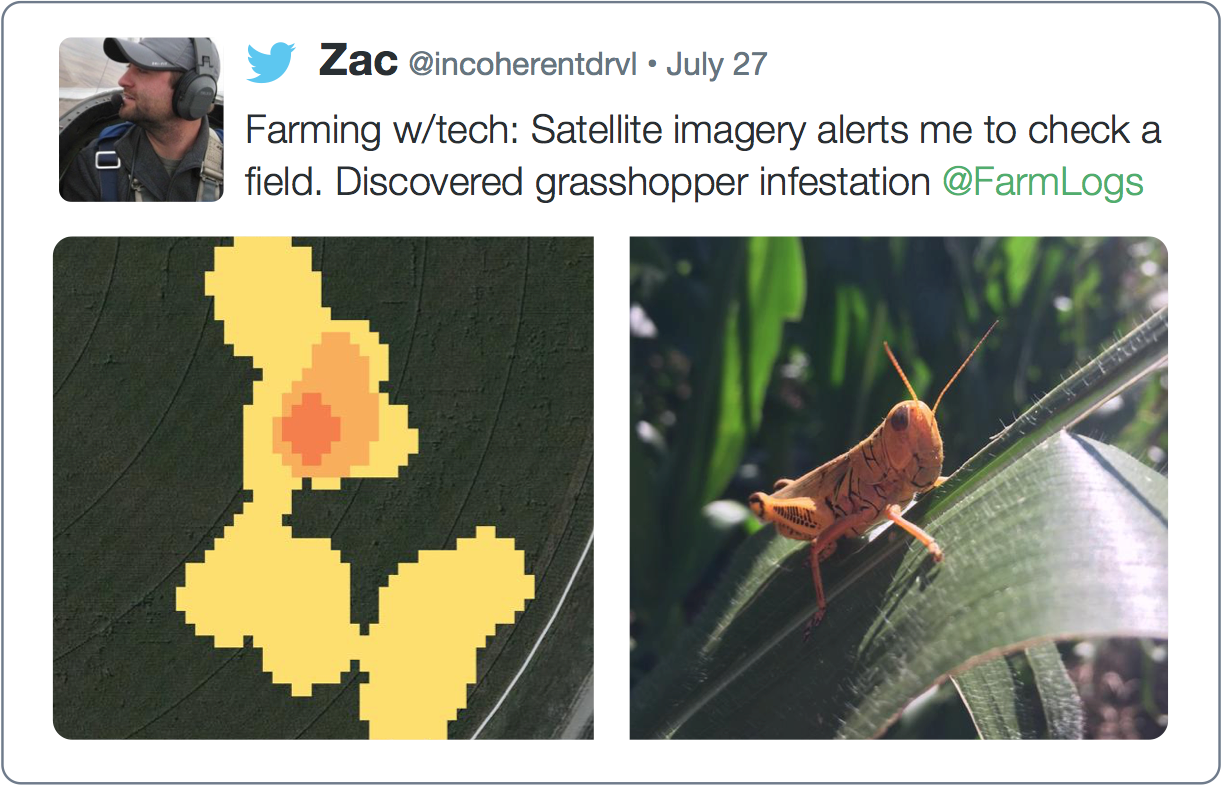 Zac @incoherentdrvl • July 27
Farming w/tech: Satellite imagery alerts me to check a
field. Discovered grasshopper infestation @FarmLogs